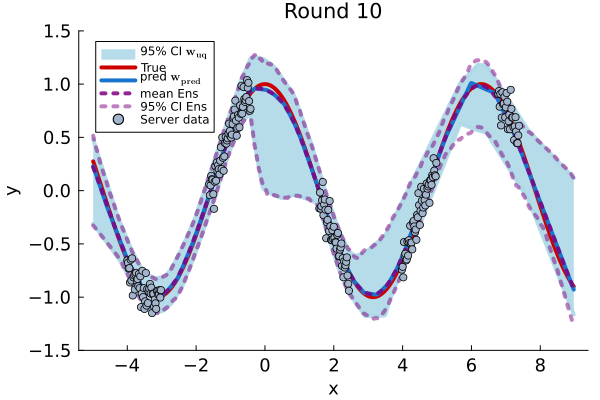 Round 10
95% CI w_uq
True
pred w_pred
mean Ens
95% CI Ens
Server data
1.5
1.0
0.5
0.0
−0.5
−1.0
−1.5
y
−4 −2 0 2 4 6 8
x